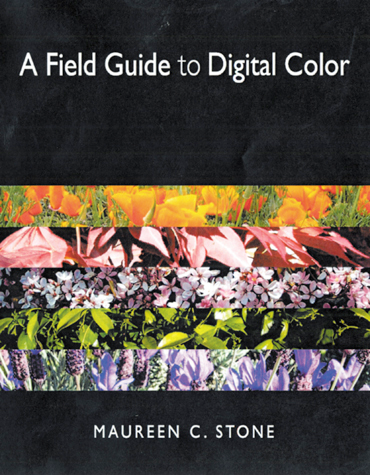 A Field Guide to Digital Color
MAUREEN C. STONE